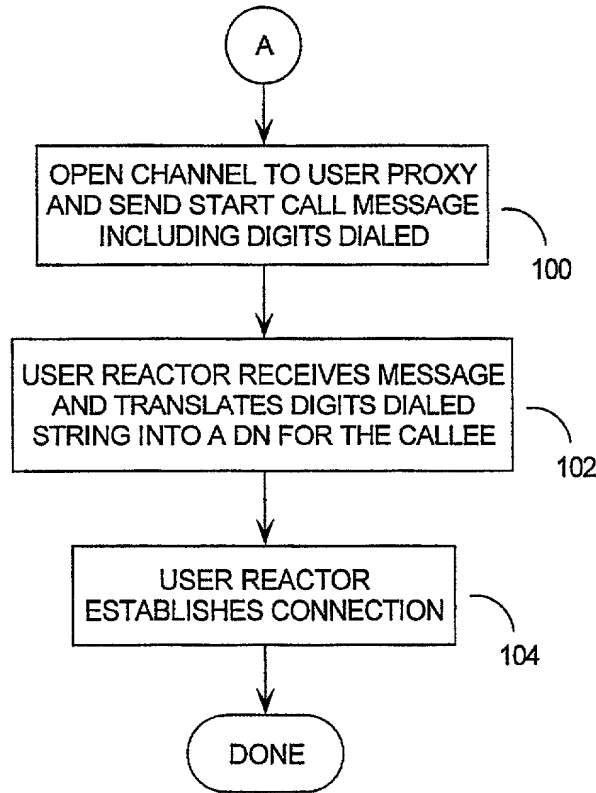 A
OPEN CHANNEL TO USER PROXY
AND SEND START CALL MESSAGE
INCLUDING DIGITS DIALED
100
USER REACTOR RECEIVES MESSAGE
AND TRANSLATES DIGITS DIALED
STRING INTO A DN FOR THE CALLEE
102
USER REACTOR
ESTABLISHES CONNECTION
104
DONE